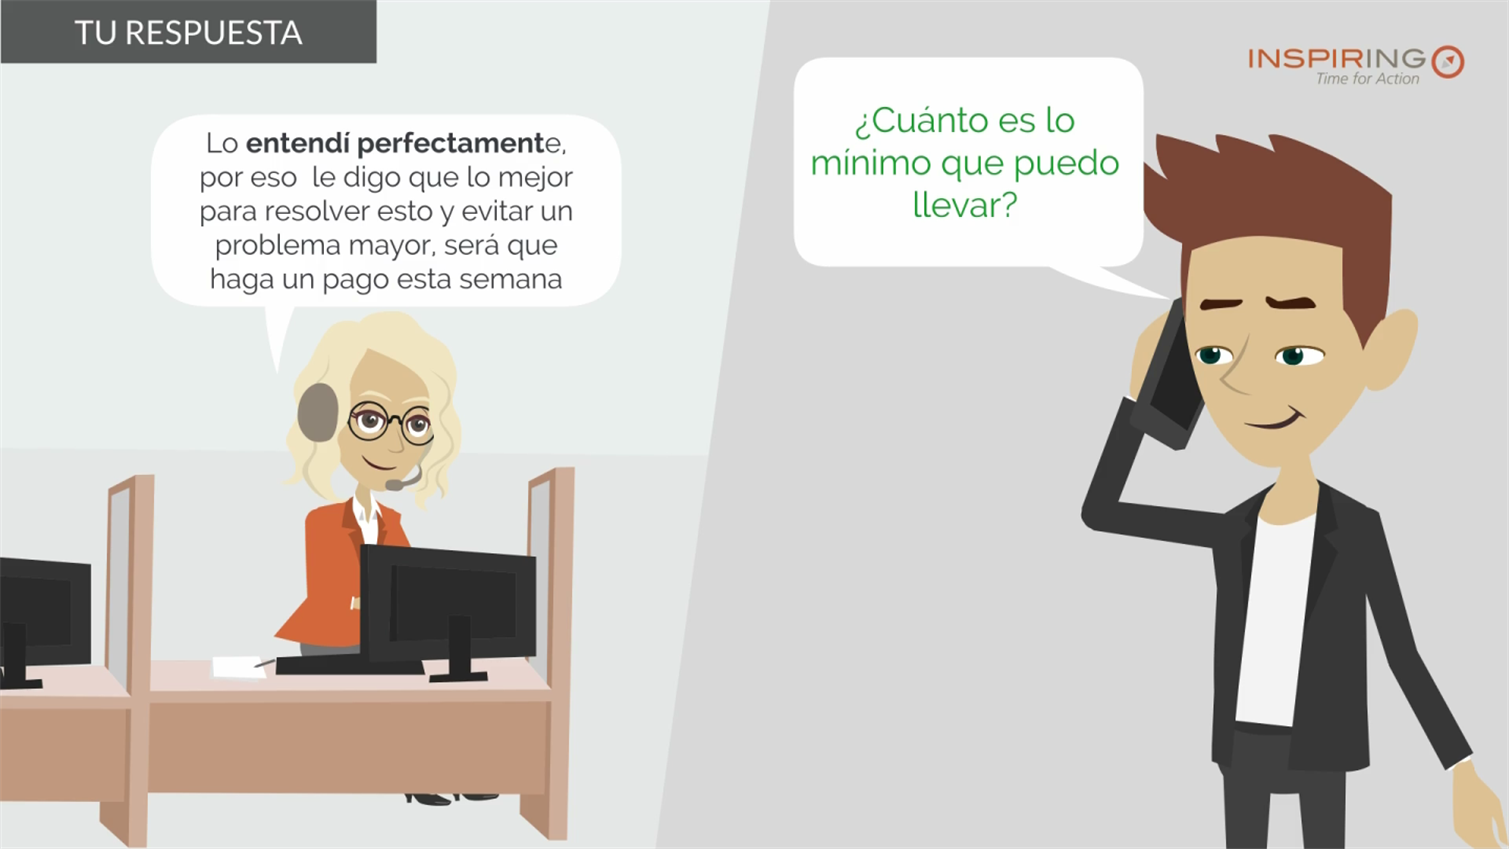 TU RESPUESTA
INSPIRING
Time for Action
Lo entendí perfectamente,
por eso  le digo que lo mejor
para resolver esto y evitar un
problema mayor, será que
haga un pago esta semana
¿Cuánto es lo
mínimo que puedo
llevar?